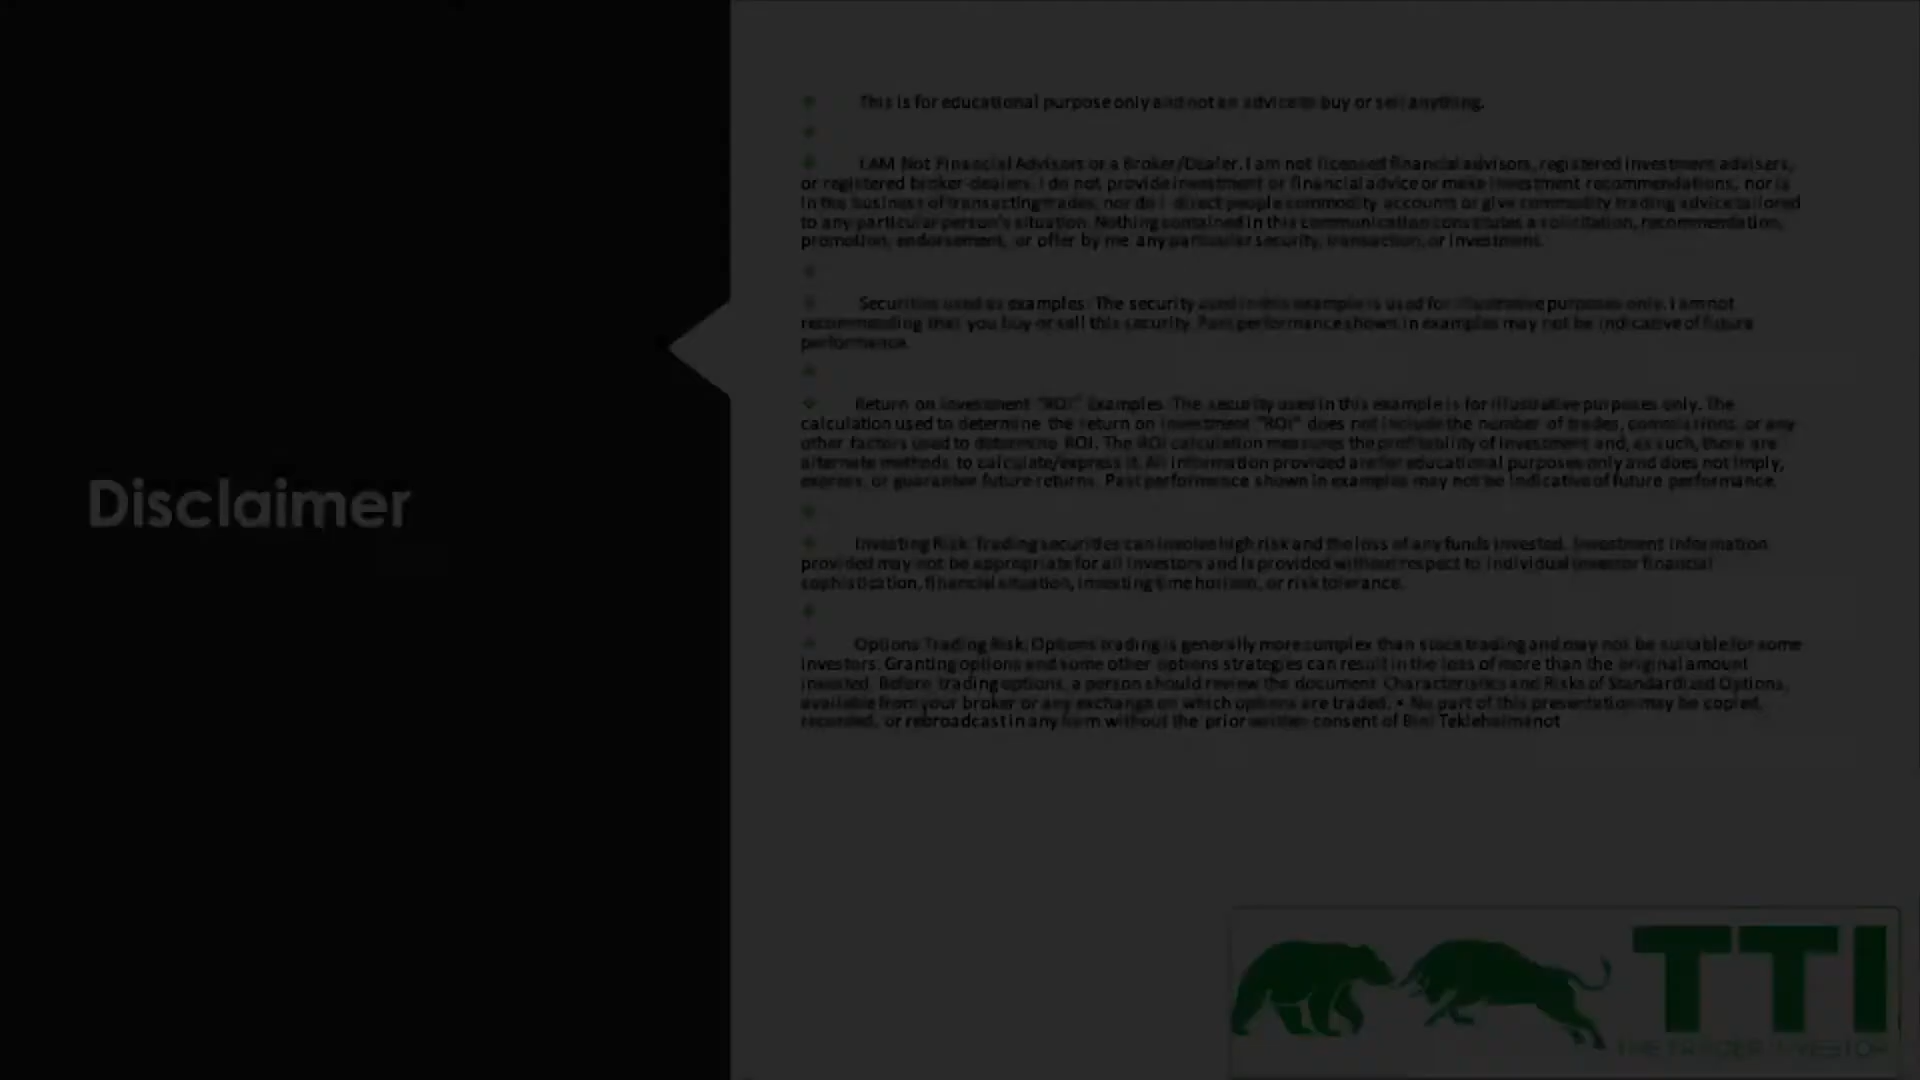 Disclaimer
This is for educational purpose only and not an advice to buy or sell anything.
I AM Not Financial Advisors or a Broker/Dealer. I am not licensed financial advisors, registered investment advisers,
or registered broker-dealers. I do not provide investment or financial advice or make investment recommendations, nor is
in the business of transacting trades, nor do I direct people commodity accounts or give commodity trading advice tailored
to any particular person's situation. Nothing contained in this communication constitutes a solicitation, recommendation,
promotion, endorsement, or offer by me any particular security, transaction, or investment.
Securities used as examples: The security used in this example is used for illustrative purposes only. I am not
recommending that you buy or sell this security. Past performance shown in examples may not be indicative of future
performance.
Return on Investment "ROI" Examples: The security used in this example is for illustrative purposes only. The
calculation used to determine the return on investment "ROI" does not include the number of trades, commissions, or any
other factors used to determine ROI. The ROI calculation measures the profitability of investment and, as such, there are
alternate methods to calculate/express it. All information provided are for educational purposes only and does not imply,
express, or guarantee future returns. Past performance shown in examples may not be indicative of future performance.
Investing Risk: Trading securities can involve high risk and the loss of any funds invested. Investment information
provided may not be appropriate for all investors and is provided without respect to individual investor financial
sophistication, financial situation, investing time horizon, or risk tolerance.
Options Trading Risk: Options trading is generally more complex than stock trading and may not be suitable for some
investors. Granting options and some other options strategies can result in the loss of more than the original amount
invested. Before trading options, a person should review the document Characteristics and Risks of Standardized Options,
available from your broker or any exchange on which options are traded. • No part of this presentation may be copied,
recorded, or rebroadcast in any form without the prior written consent of Bini Teklehaimanot
TTI
THE TRADER INVESTOR